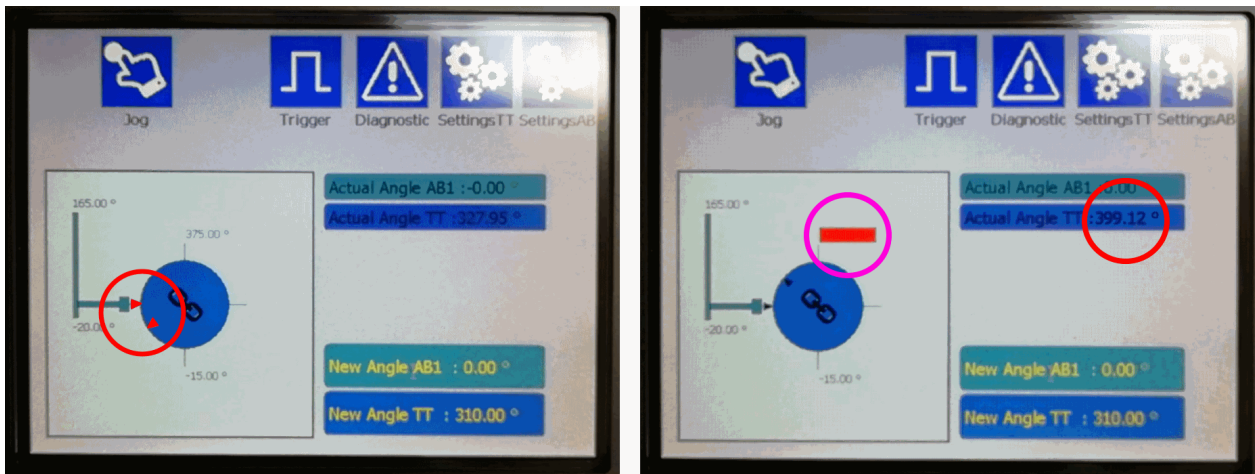 Jog
Trigger
Diagnostic
SettingsTT
SettingsAB
165.00 °
375.00 °
-20.00 °
-15.00 °
Actual Angle AB1 :-0.00 °
Actual Angle TT :327.95 °
New Angle AB1 : 0.00 °
New Angle TT : 310.00 °
Jog
Trigger
Diagnostic
SettingsTT
SettingsAB
165.00 °
-20.00 °
-15.00 °
Actual Angle AB1 :0.00
Actual Angle TT :399.12 °
New Angle AB1 : 0.00 °
New Angle TT : 310.00 °